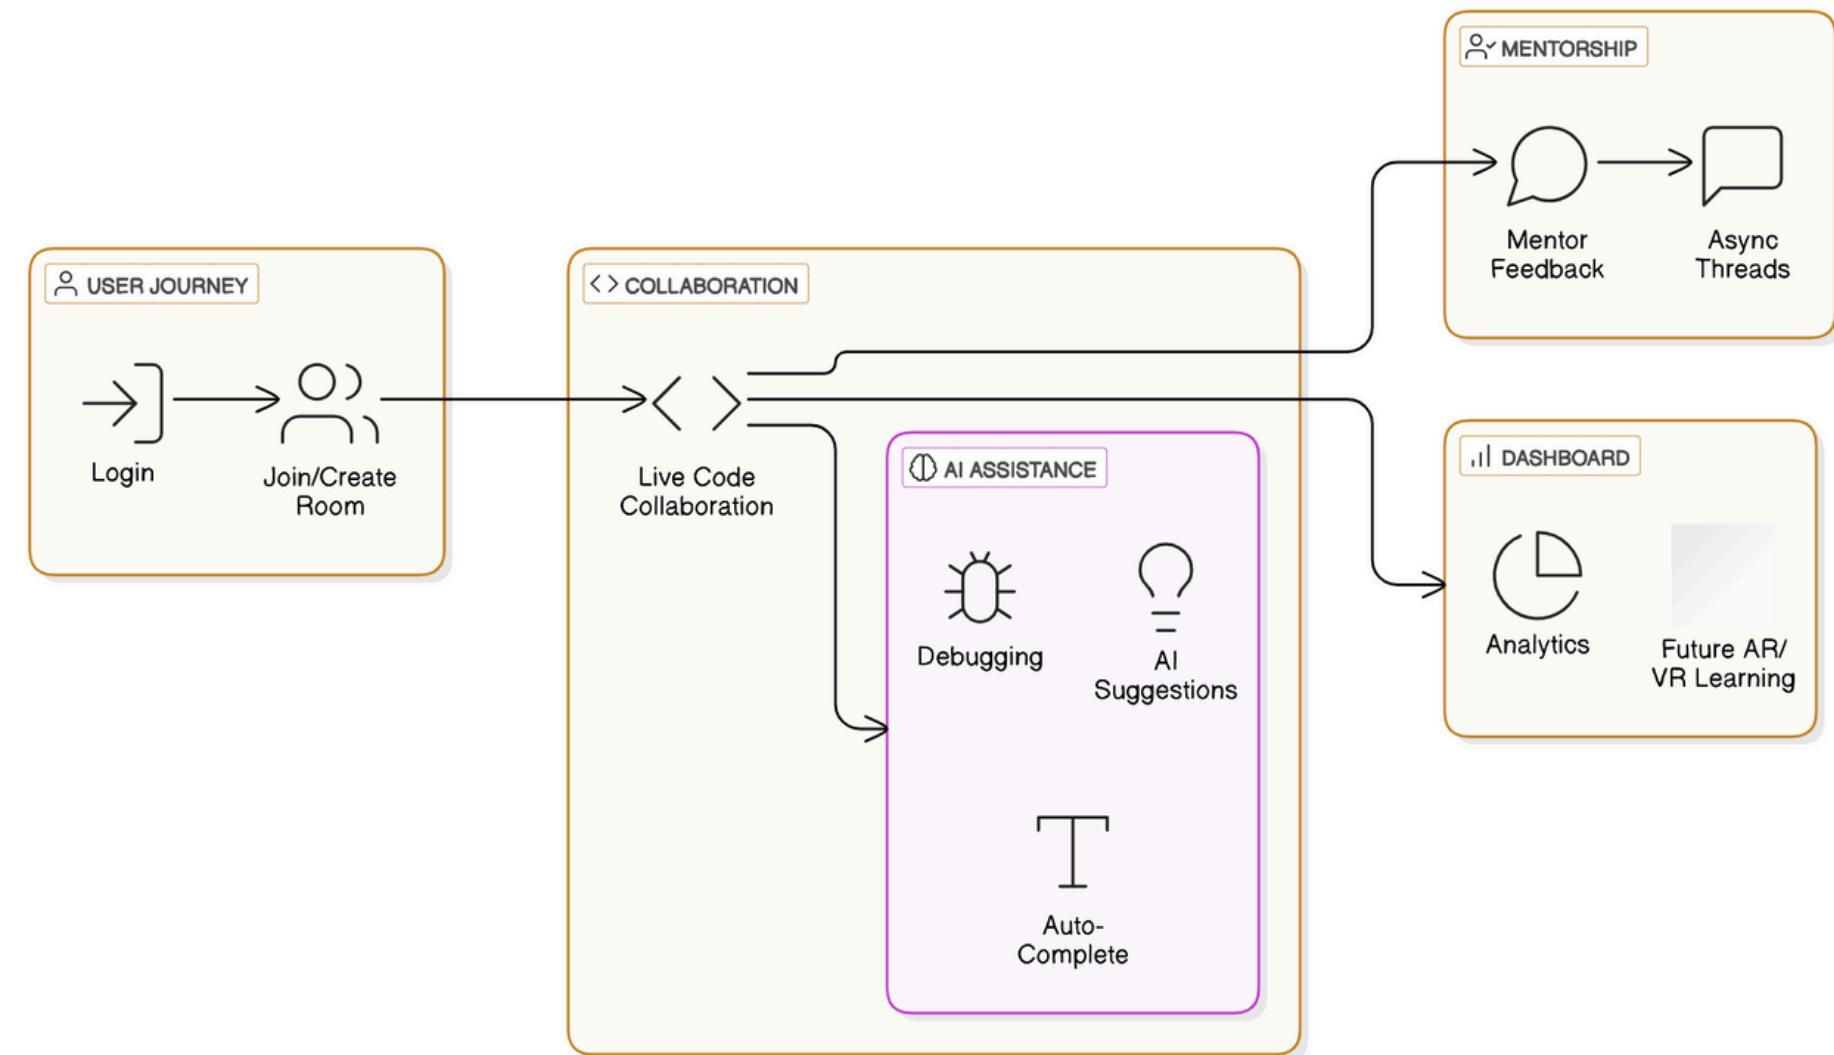 USER JOURNEY
Login
Join/Create
Room
COLLABORATION
Live Code
Collaboration
AI ASSISTANCE
Debugging
AI
Suggestions
Auto-
Complete
MENTORSHIP
Mentor
Feedback
Async
Threads
DASHBOARD
Analytics
Future AR/
VR Learning